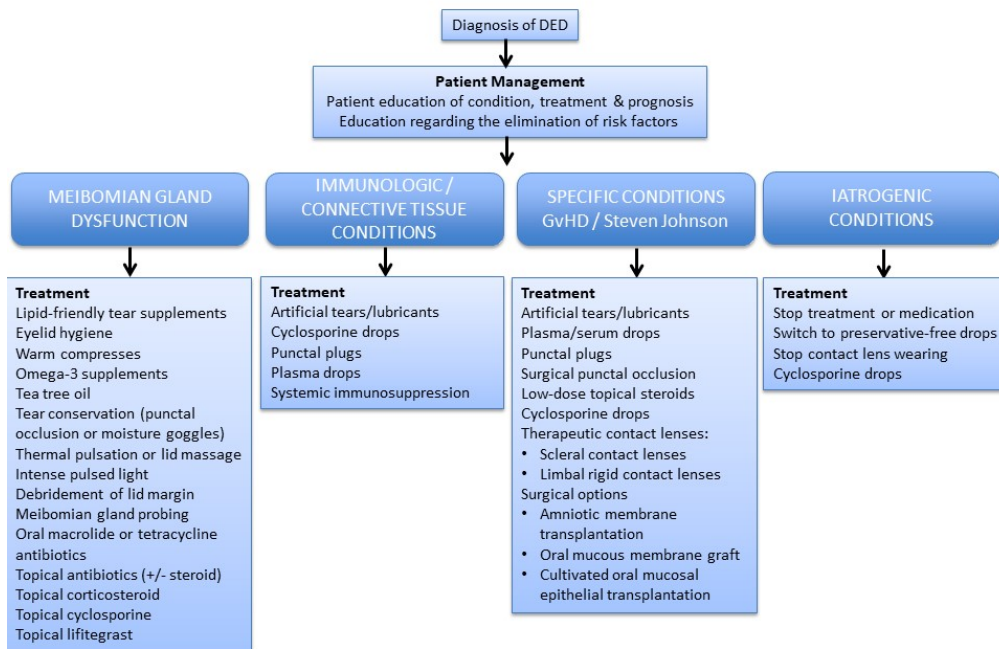 Diagnosis of DED
Patient Management
Patient education of condition, treatment & prognosis
Education regarding the elimination of risk factors
MEIBOMIAN GLAND
DYSFUNCTION
IMMUNOLOGIC /
CONNECTIVE TISSUE
CONDITIONS
SPECIFIC CONDITIONS
GvHD / Steven Johnson
IATROGENIC
CONDITIONS
Treatment
Lipid-friendly tear supplements
Eyelid hygiene
Warm compresses
Omega-3 supplements
Tea tree oil
Tear conservation (punctal
occlusion or moisture goggles)
Thermal pulsation or lid massage
Intense pulsed light
Debridement of lid margin
Meibomian gland probing
Oral macrolide or tetracycline
antibiotics
Topical antibiotics (+/- steroid)
Topical corticosteroid
Topical cyclosporine
Topical lifitegrast
Treatment
Artificial tears/lubricants
Cyclosporine drops
Punctal plugs
Plasma drops
Systemic immunosuppression
Treatment
Artificial tears/lubricants
Plasma/serum drops
Punctal plugs
Surgical punctal occlusion
Low-dose topical steroids
Cyclosporine drops
Therapeutic contact lenses:
• Scleral contact lenses
• Limbal rigid contact lenses
Surgical options
• Amniotic membrane
transplantation
• Oral mucous membrane graft
• Cultivated oral mucosal
epithelial transplantation
Treatment
Stop treatment or medication
Switch to preservative-free drops
Stop contact lens wearing
Cyclosporine drops